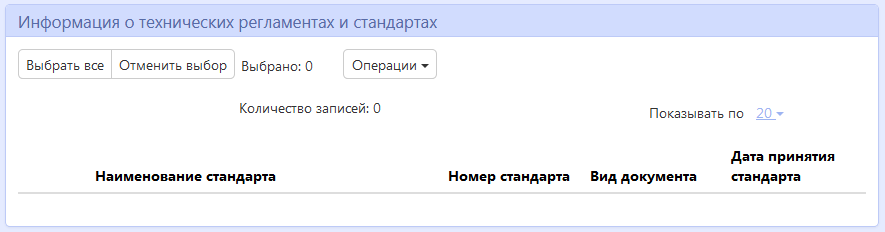 Информация о технических регламентах и стандартах
Выбрать все Отменить выбор Выбрано: 0 Операции
Количество записей: 0
Показывать по 20
Наименование стандарта Номер стандарта Вид документа Дата принятия
стандарта